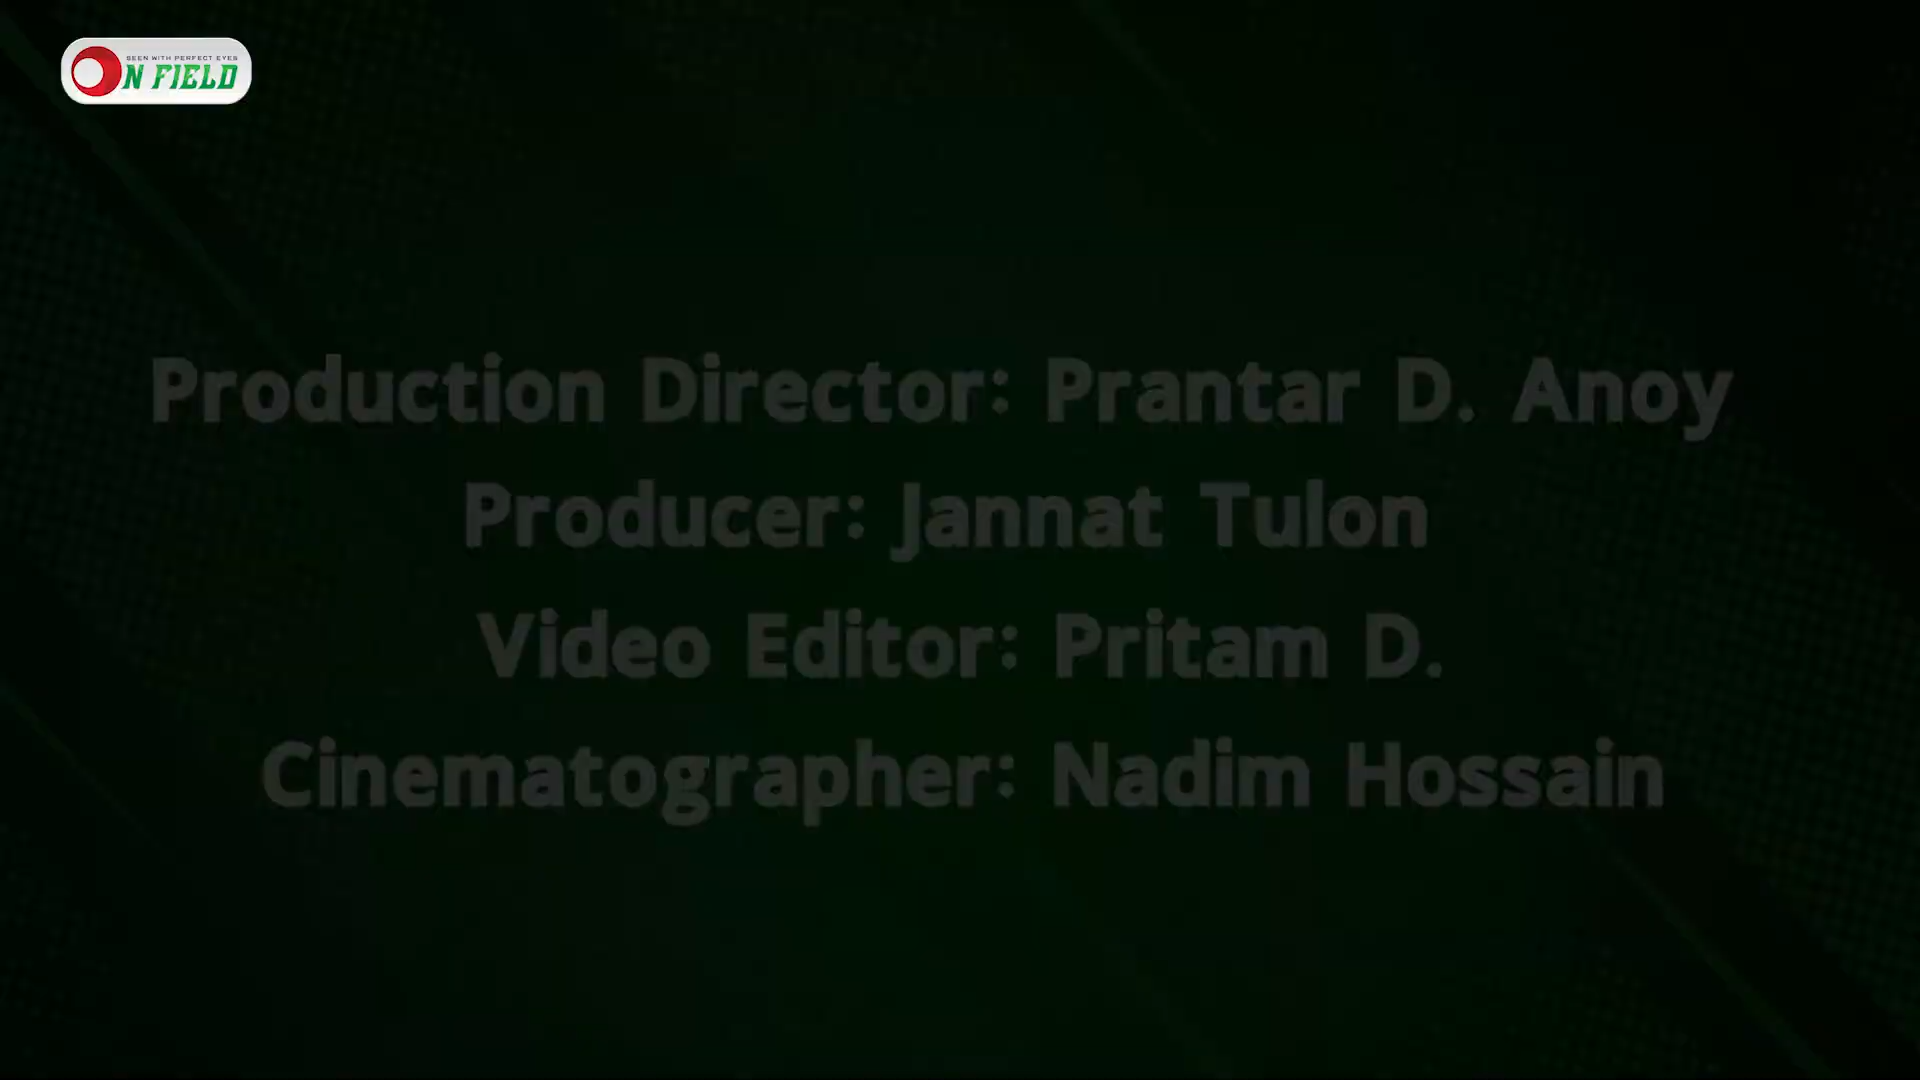 SEEN WITH PERFECT EYES
ON FIELD
Production Director: Prantar D. Anoy
Producer: Jannat Tulon
Video Editor: Pritam D.
Cinematographer: Nadim Hossain